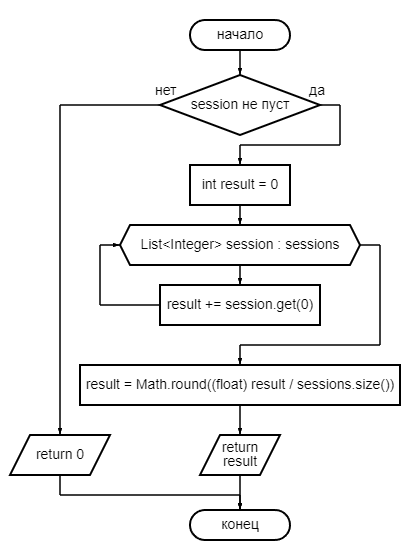 начало
нет
да
session не пуст
int result = 0
List<Integer> session : sessions
result += session.get(0)
result = Math.round((float) result / sessions.size())
return 0
return
result
конец